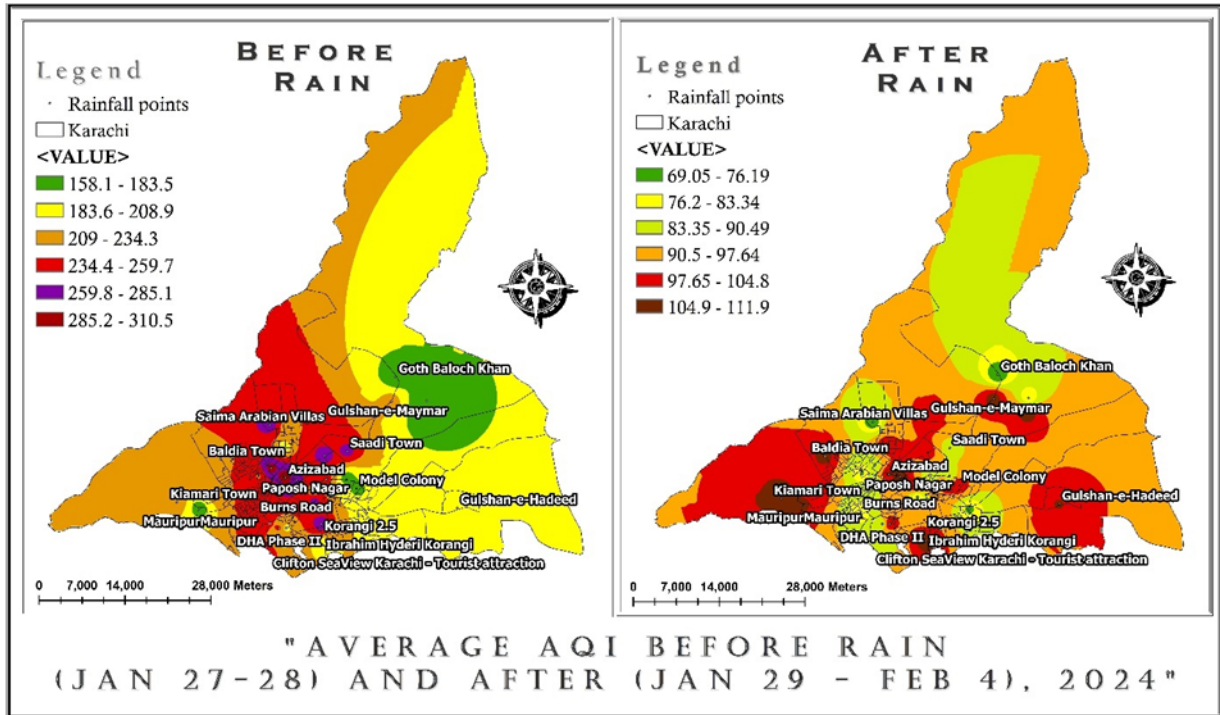 BEFORE
RAIN
Legend
Rainfall points
Karachi
<VALUE>
158.1 - 183.5
183.6 - 208.9
209 - 234.3
234.4 - 259.7
259.8 - 285.1
285.2 - 310.5
Goth Baloch Khan
Saima Arabian Villas
Gulshan-e-Maymar
Saadi Town
Baldia Town
Azizabad
Model Colony
Paposh Nagar
Kiamari Town
Burns Road
Gulshan-e-Hadeed
MauripurMauripur
Korangi 2.5
DHA Phase II
Ibrahim Hyderi Korangi
Clifton SeaView Karachi - Tourist attraction
0 7,000 14,000 28,000 Meters
AFTER
RAIN
Legend
Rainfall points
Karachi
<VALUE>
69.05 - 76.19
76.2 - 83.34
83.35 - 90.49
90.5 - 97.64
97.65 - 104.8
104.9 - 111.9
Goth Baloch Khan
Saima Arabian Villas
Gulshan-e-Maymar
Saadi Town
Baldia Town
Azizabad
Model Colony
Paposh Nagar
Kiamari Town
Burns Road
Gulshan-e-Hadeed
MauripurMauripur
Korangi 2.5
DHA Phase II
Ibrahim Hyderi Korangi
Clifton SeaView Karachi - Tourist attraction
0 7,000 14,000 28,000 Meters
"AVERAGE AQI BEFORE RAIN
(JAN 27-28) AND AFTER (JAN 29 - FEB 4), 2024"